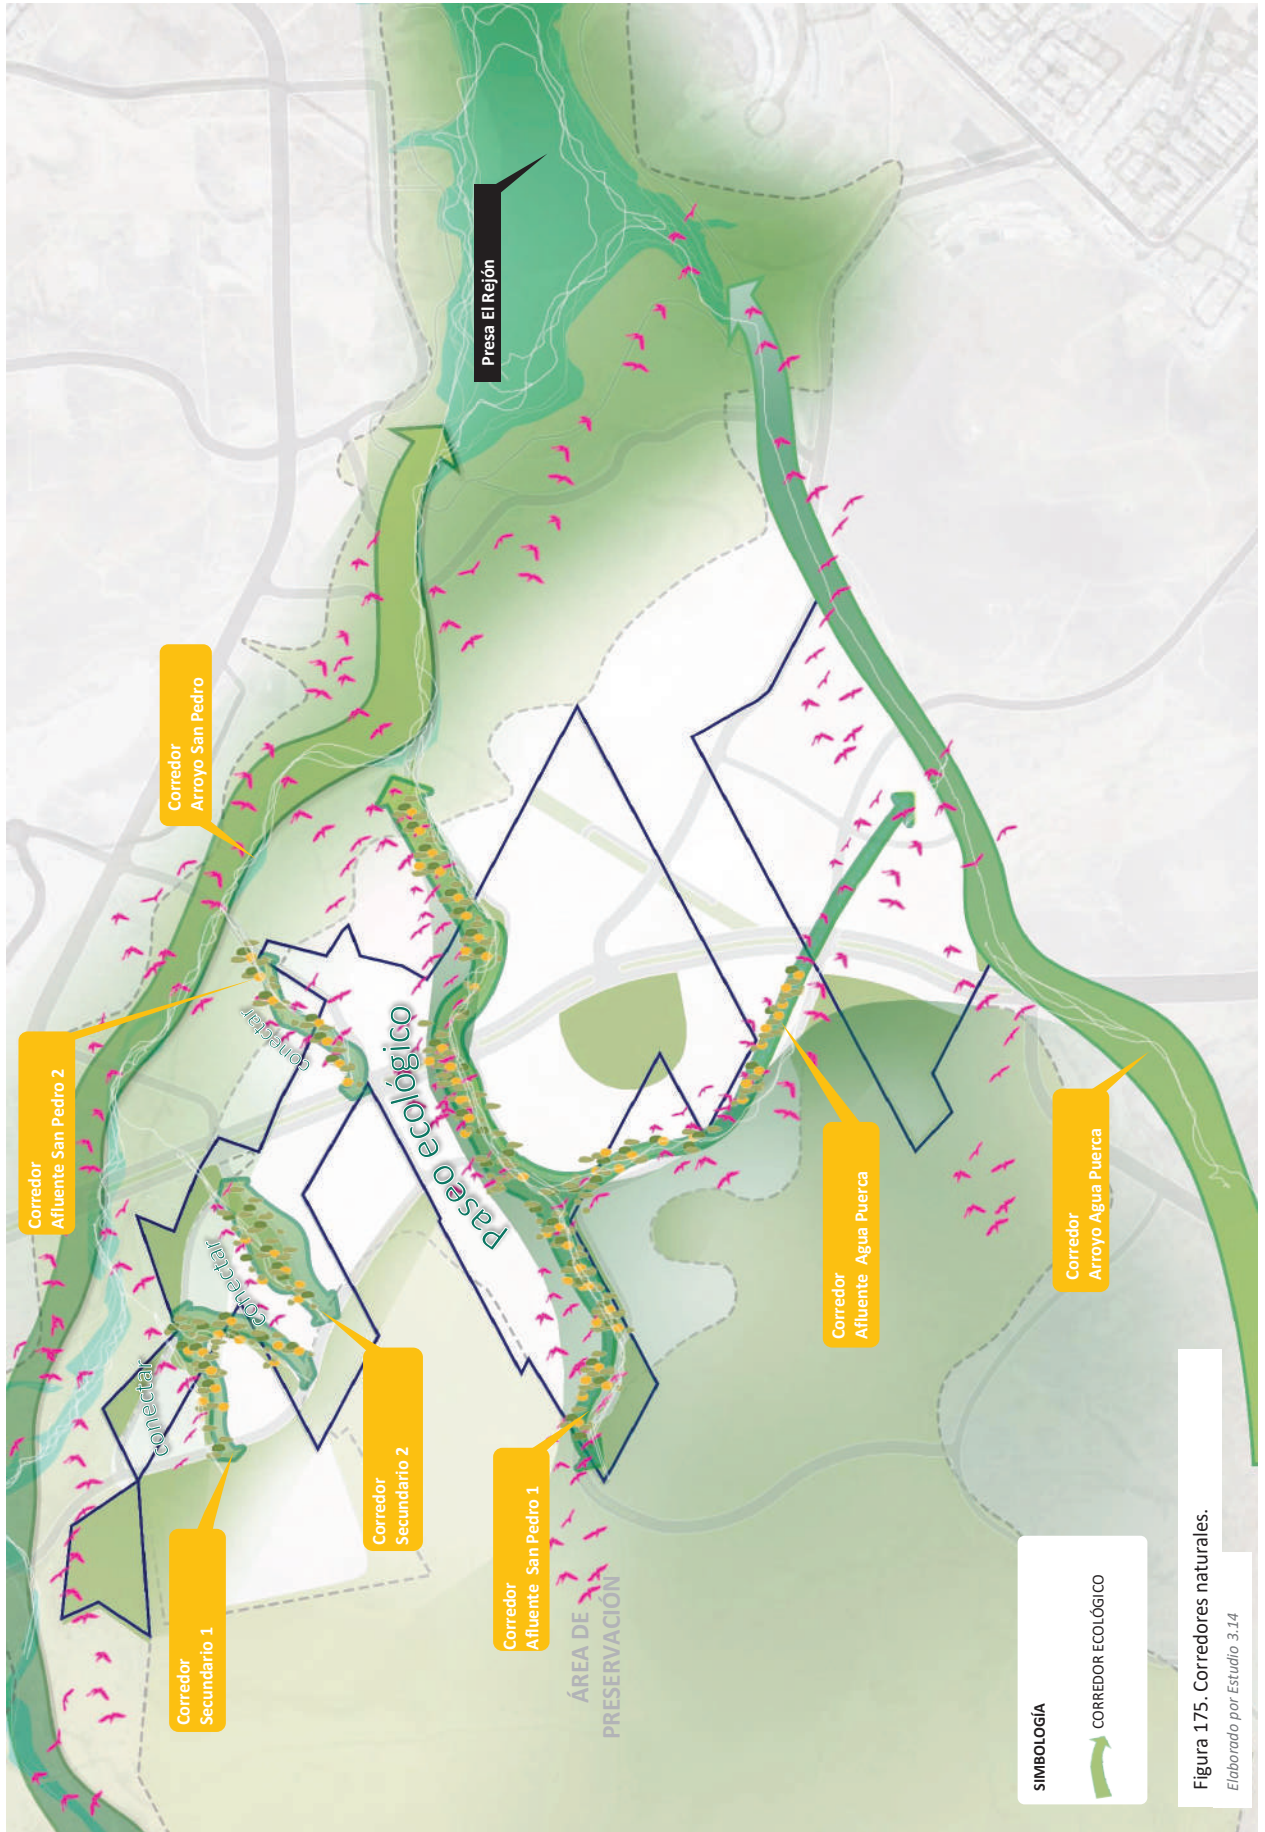 Corredor
Secundario 1
conectar
Corredor
Afluente San Pedro 2
conectar
conectar
Corredor
Arroyo San Pedro
Corredor
Secundario 2
Paseo ecológico
Presa El Rejón
Corredor
Afluente San Pedro 1
ÁREA DE
PRESERVACIÓN
Corredor
Afluente Agua Puerca
Corredor
Arroyo Agua Puerca
SIMBOLOGÍA
CORREDOR ECOLÓGICO
Figura 175. Corredores naturales.
Elaborado por Estudio 3.14